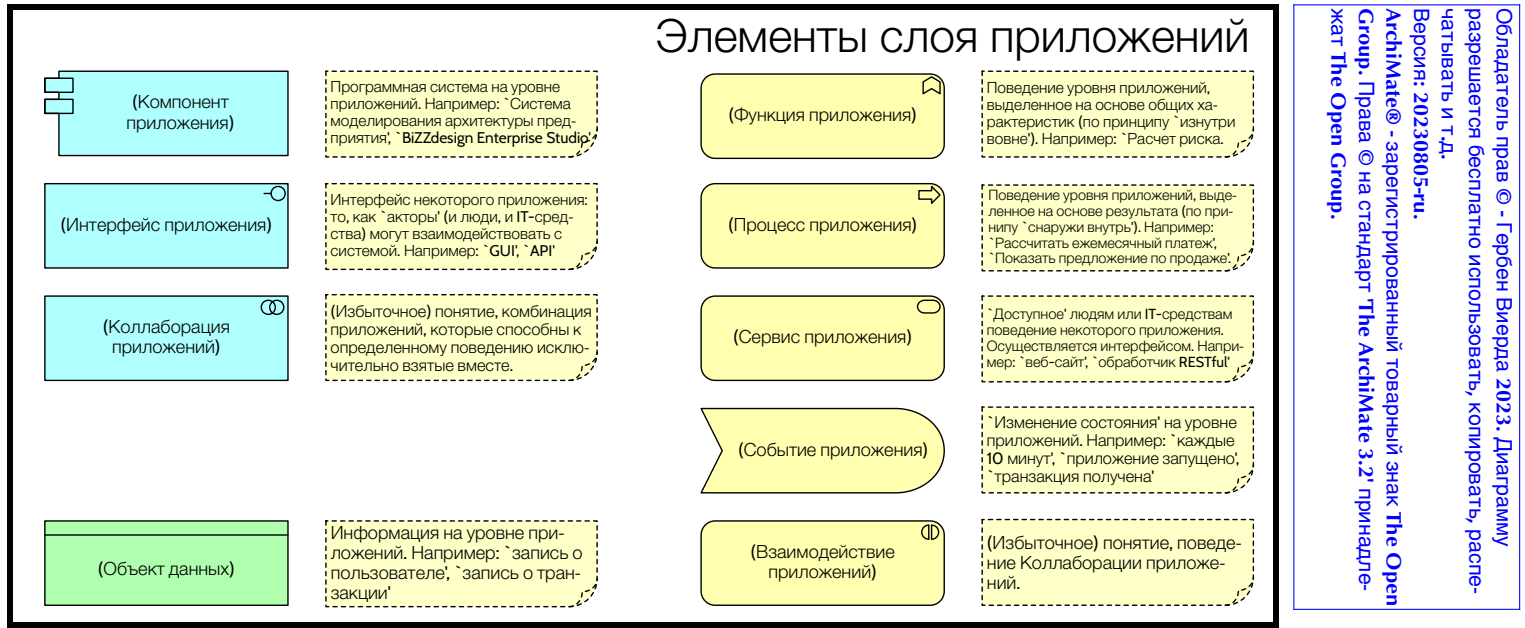 Элементы слоя приложений
(Компонент
приложения)
Программная система на уровне
приложений. Например: `Система
моделирования архитектуры пред-
приятия', `BiZZdesign Enterprise Studio'
(Интерфейс приложения)
Интерфейс некоторого приложения:
то, как `акторы' (и люди, и IT-сред-
ства) могут взаимодействовать с
системой. Например: `GUI', `API'
(Коллаборация
приложений)
(Избыточное) понятие, комбинация
приложений, которые способны к
определенному поведению исклю-
чительно взятые вместе.
(Объект данных)
Информация на уровне при-
ложений. Например: `запись о
пользователе', `запись о тран-
закции'
(Функция приложения)
Поведение уровня приложений,
выделенное на основе общих ха-
рактеристик (по принципу `изнутри
вовне'). Например: `Расчет риска.
(Процесс приложения)
Поведение уровня приложений, выде-
ленное на основе результата (по при-
нипу `снаружи внутрь'). Например:
`Рассчитать ежемесячный платеж',
`Показать предложение по продаже'.
(Сервис приложения)
`Доступное' людям или IT-средствам
поведение некоторого приложения.
Осуществляется интерфейсом. Напри-
мер: `веб-сайт', `обработчик RESTful'
(Событие приложения)
`Изменение состояния' на уровне
приложений. Например: `каждые
10 минут', `приложение запущено',
`транзакция получена'
(Взаимодействие
приложений)
(Избыточное) понятие, поведе-
ние Коллаборации приложе-
ний.
Обладатель прав © - Гербен Виерда 2023. Диаграмму
разрешается бесплатно использовать, копировать, распе-
чатывать и т.д.
Версия: 20230805-ru.
ArchiMate® - зарегистрированный товарный знак The Open
Group. Права © на стандарт 'The ArchiMate 3.2' принадле-
жат The Open Group.